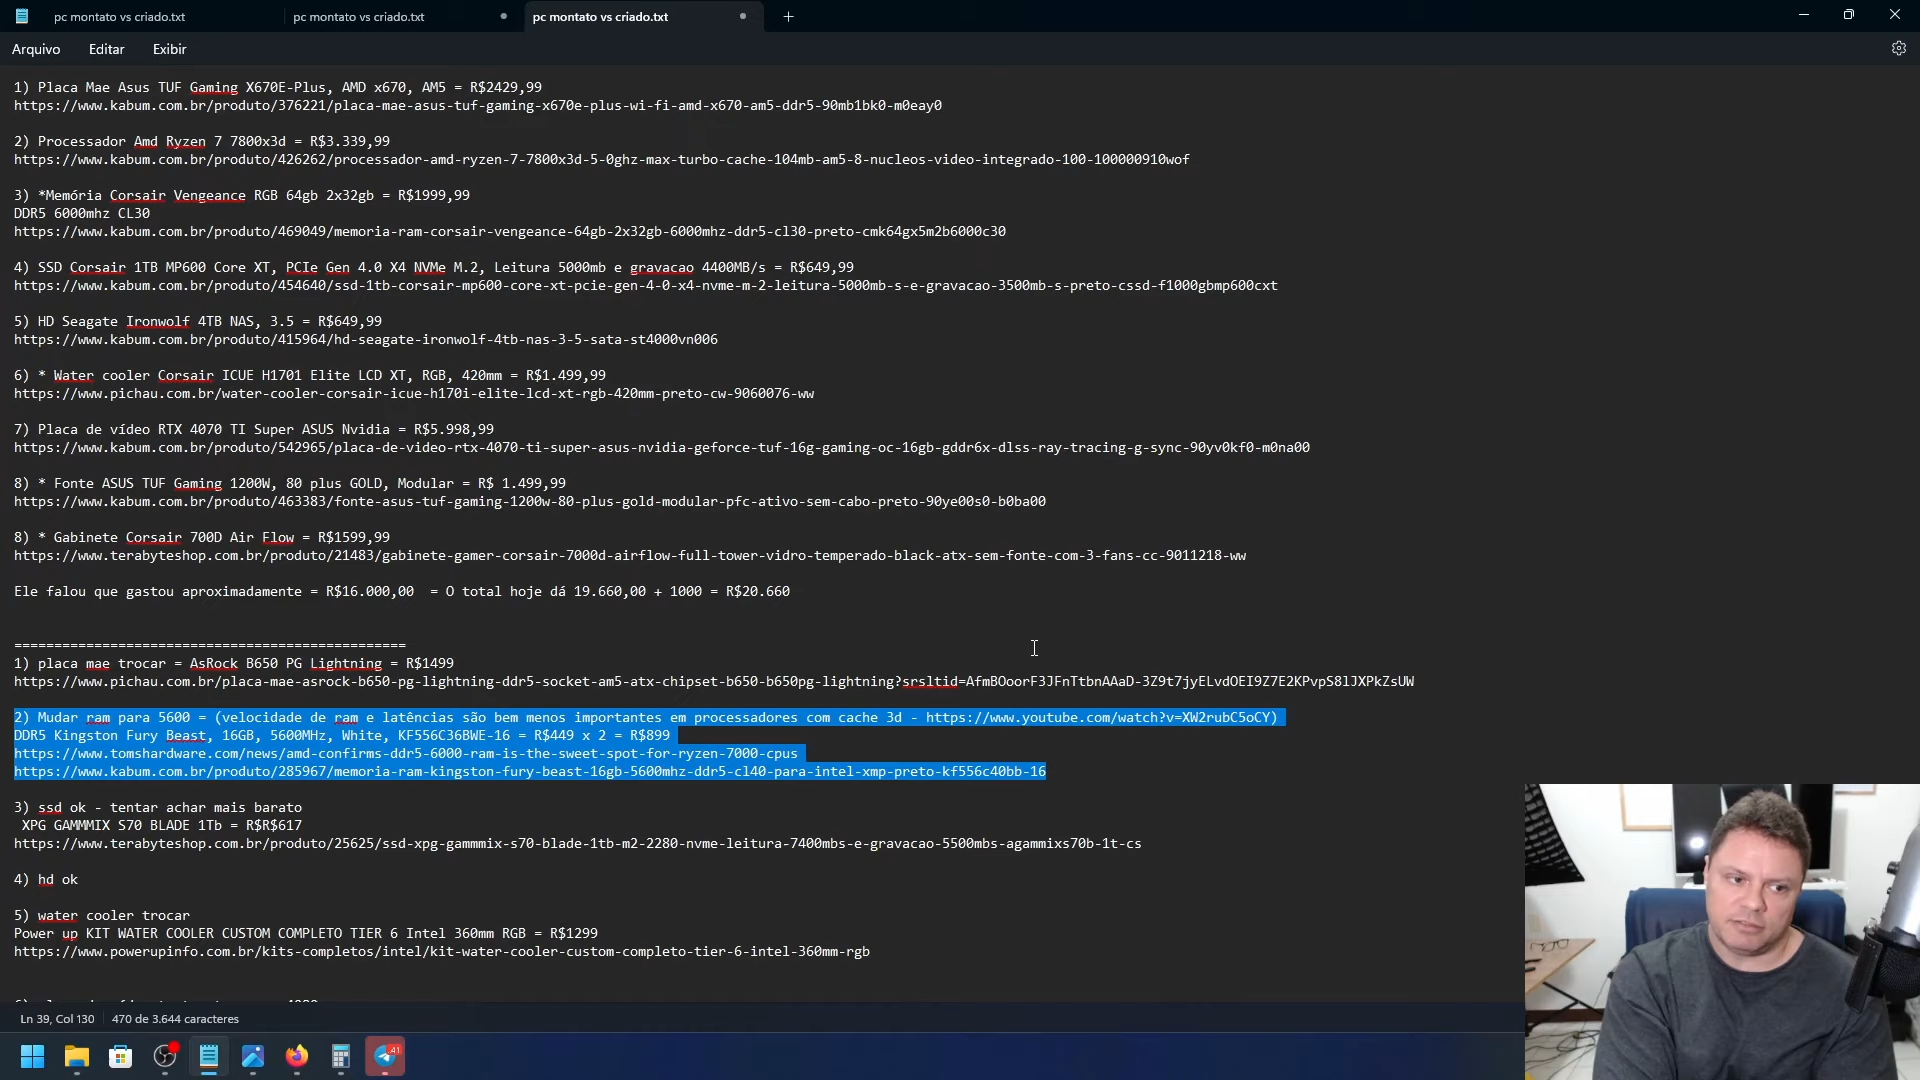 pc montato vs criado.txt
pc montato vs criado.txt
pc montato vs criado.txt
Arquivo Editar Exibir
1) Placa Mae Asus TUF Gaming X670E-Plus, AMD x670, AM5 = R$2429,99
https://www.kabum.com.br/produto/376221/placa-mae-asus-tuf-gaming-x670e-plus-wi-fi-amd-x670-am5-ddr5-90mb1bk0-m0eay0
2) Processador Amd Ryzen 7 7800x3d = R$3.339,99
https://www.kabum.com.br/produto/426262/processador-amd-ryzen-7-7800x3d-5-0ghz-max-turbo-cache-104mb-am5-8-nucleos-video-integrado-100-100000910wof
3) *Memória Corsair Vengeance RGB 64gb 2x32gb = R$1999,99
DDR5 6000mhz CL30
https://www.kabum.com.br/produto/469049/memoria-ram-corsair-vengeance-64gb-2x32gb-6000mhz-ddr5-cl30-preto-cmk64gx5m2b6000c30
4) SSD Corsair 1TB MP600 Core XT, PCIe Gen 4.0 X4 NVMe M.2, Leitura 5000mb e gravacao 4400MB/s = R$649,99
https://www.kabum.com.br/produto/454640/ssd-1tb-corsair-mp600-core-xt-pcie-gen-4-0-x4-nvme-m-2-leitura-5000mb-s-e-gravacao-3500mb-s-preto-cssd-f1000gbmp600cxt
5) HD Seagate Ironwolf 4TB NAS, 3.5 = R$649,99
https://www.kabum.com.br/produto/415964/hd-seagate-ironwolf-4tb-nas-3-5-sata-st4000vn006
6) * Water cooler Corsair ICUE H1701 Elite LCD XT, RGB, 420mm = R$1.499,99
https://www.pichau.com.br/water-cooler-corsair-icue-h170i-elite-lcd-xt-rgb-420mm-preto-cw-9060076-ww
7) Placa de vídeo RTX 4070 TI Super ASUS Nvidia = R$5.998,99
https://www.kabum.com.br/produto/542965/placa-de-video-rtx-4070-ti-super-asus-nvidia-geforce-tuf-16g-gaming-oc-16gb-gddr6x-dlss-ray-tracing-g-sync-90yv0kf0-m0na00
8) * Fonte ASUS TUF Gaming 1200W, 80 plus GOLD, Modular = R$ 1.499,99
https://www.kabum.com.br/produto/463383/fonte-asus-tuf-gaming-1200w-80-plus-gold-modular-pfc-ativo-sem-cabo-preto-90ye00s0-b0ba00
8) * Gabinete Corsair 700D Air Flow = R$1599,99
https://www.terabyteshop.com.br/produto/21483/gabinete-gamer-corsair-7000d-airflow-full-tower-vidro-temperado-black-atx-sem-fonte-com-3-fans-cc-9011218-ww
Ele falou que gastou aproximadamente = R$16.000,00  = O total hoje dá 19.660,00 + 1000 = R$20.660
=================================================
1) placa mae trocar = AsRock B650 PG Lightning = R$1499
https://www.pichau.com.br/placa-mae-asrock-b650-pg-lightning-ddr5-socket-am5-atx-chipset-b650-b650pg-lightning?srsltid=AfmBOoorF3JFnTtbnAAaD-3Z9t7jyELvdOEI9Z7E2KPvpS8lJXPkZsUW
2) Mudar ram para 5600 = (velocidade de ram e latências são bem menos importantes em processadores com cache 3d - https://www.youtube.com/watch?v=XW2rubC5oCY)
DDR5 Kingston Fury Beast, 16GB, 5600MHz, White, KF556C36BWE-16 = R$449 x 2 = R$899
https://www.tomshardware.com/news/amd-confirms-ddr5-6000-ram-is-the-sweet-spot-for-ryzen-7000-cpus
https://www.kabum.com.br/produto/285967/memoria-ram-kingston-fury-beast-16gb-5600mhz-ddr5-cl40-para-intel-xmp-preto-kf556c40bb-16
3) ssd ok - tentar achar mais barato
XPG GAMMMIX S70 BLADE 1Tb = R$R$617
https://www.terabyteshop.com.br/produto/25625/ssd-xpg-gammmix-s70-blade-1tb-m2-2280-nvme-leitura-7400mbs-e-gravacao-5500mbs-agammixs70b-1t-cs
4) hd ok
5) water cooler trocar
Power up KIT WATER COOLER CUSTOM COMPLETO TIER 6 Intel 360mm RGB = R$1299
https://www.powerupinfo.com.br/kits-completos/intel/kit-water-cooler-custom-completo-tier-6-intel-360mm-rgb
Ln 39, Col 130 470 de 3.644 caracteres
41